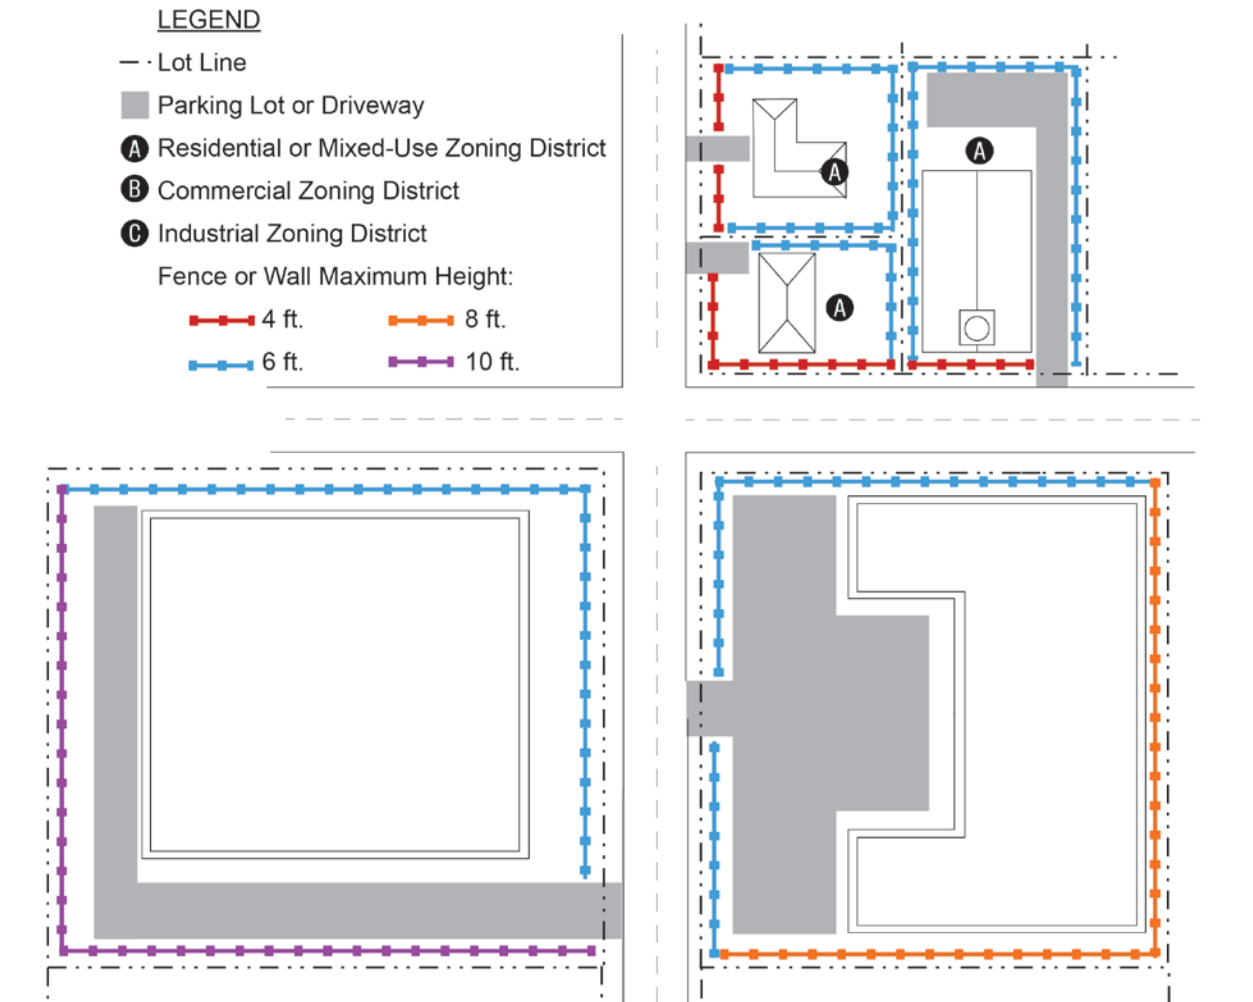 LEGEND
Lot Line
Parking Lot or Driveway
A Residential or Mixed-Use Zoning District
B Commercial Zoning District
C Industrial Zoning District
Fence or Wall Maximum Height:
4 ft. 8 ft.
6 ft. 10 ft.
A
A
A